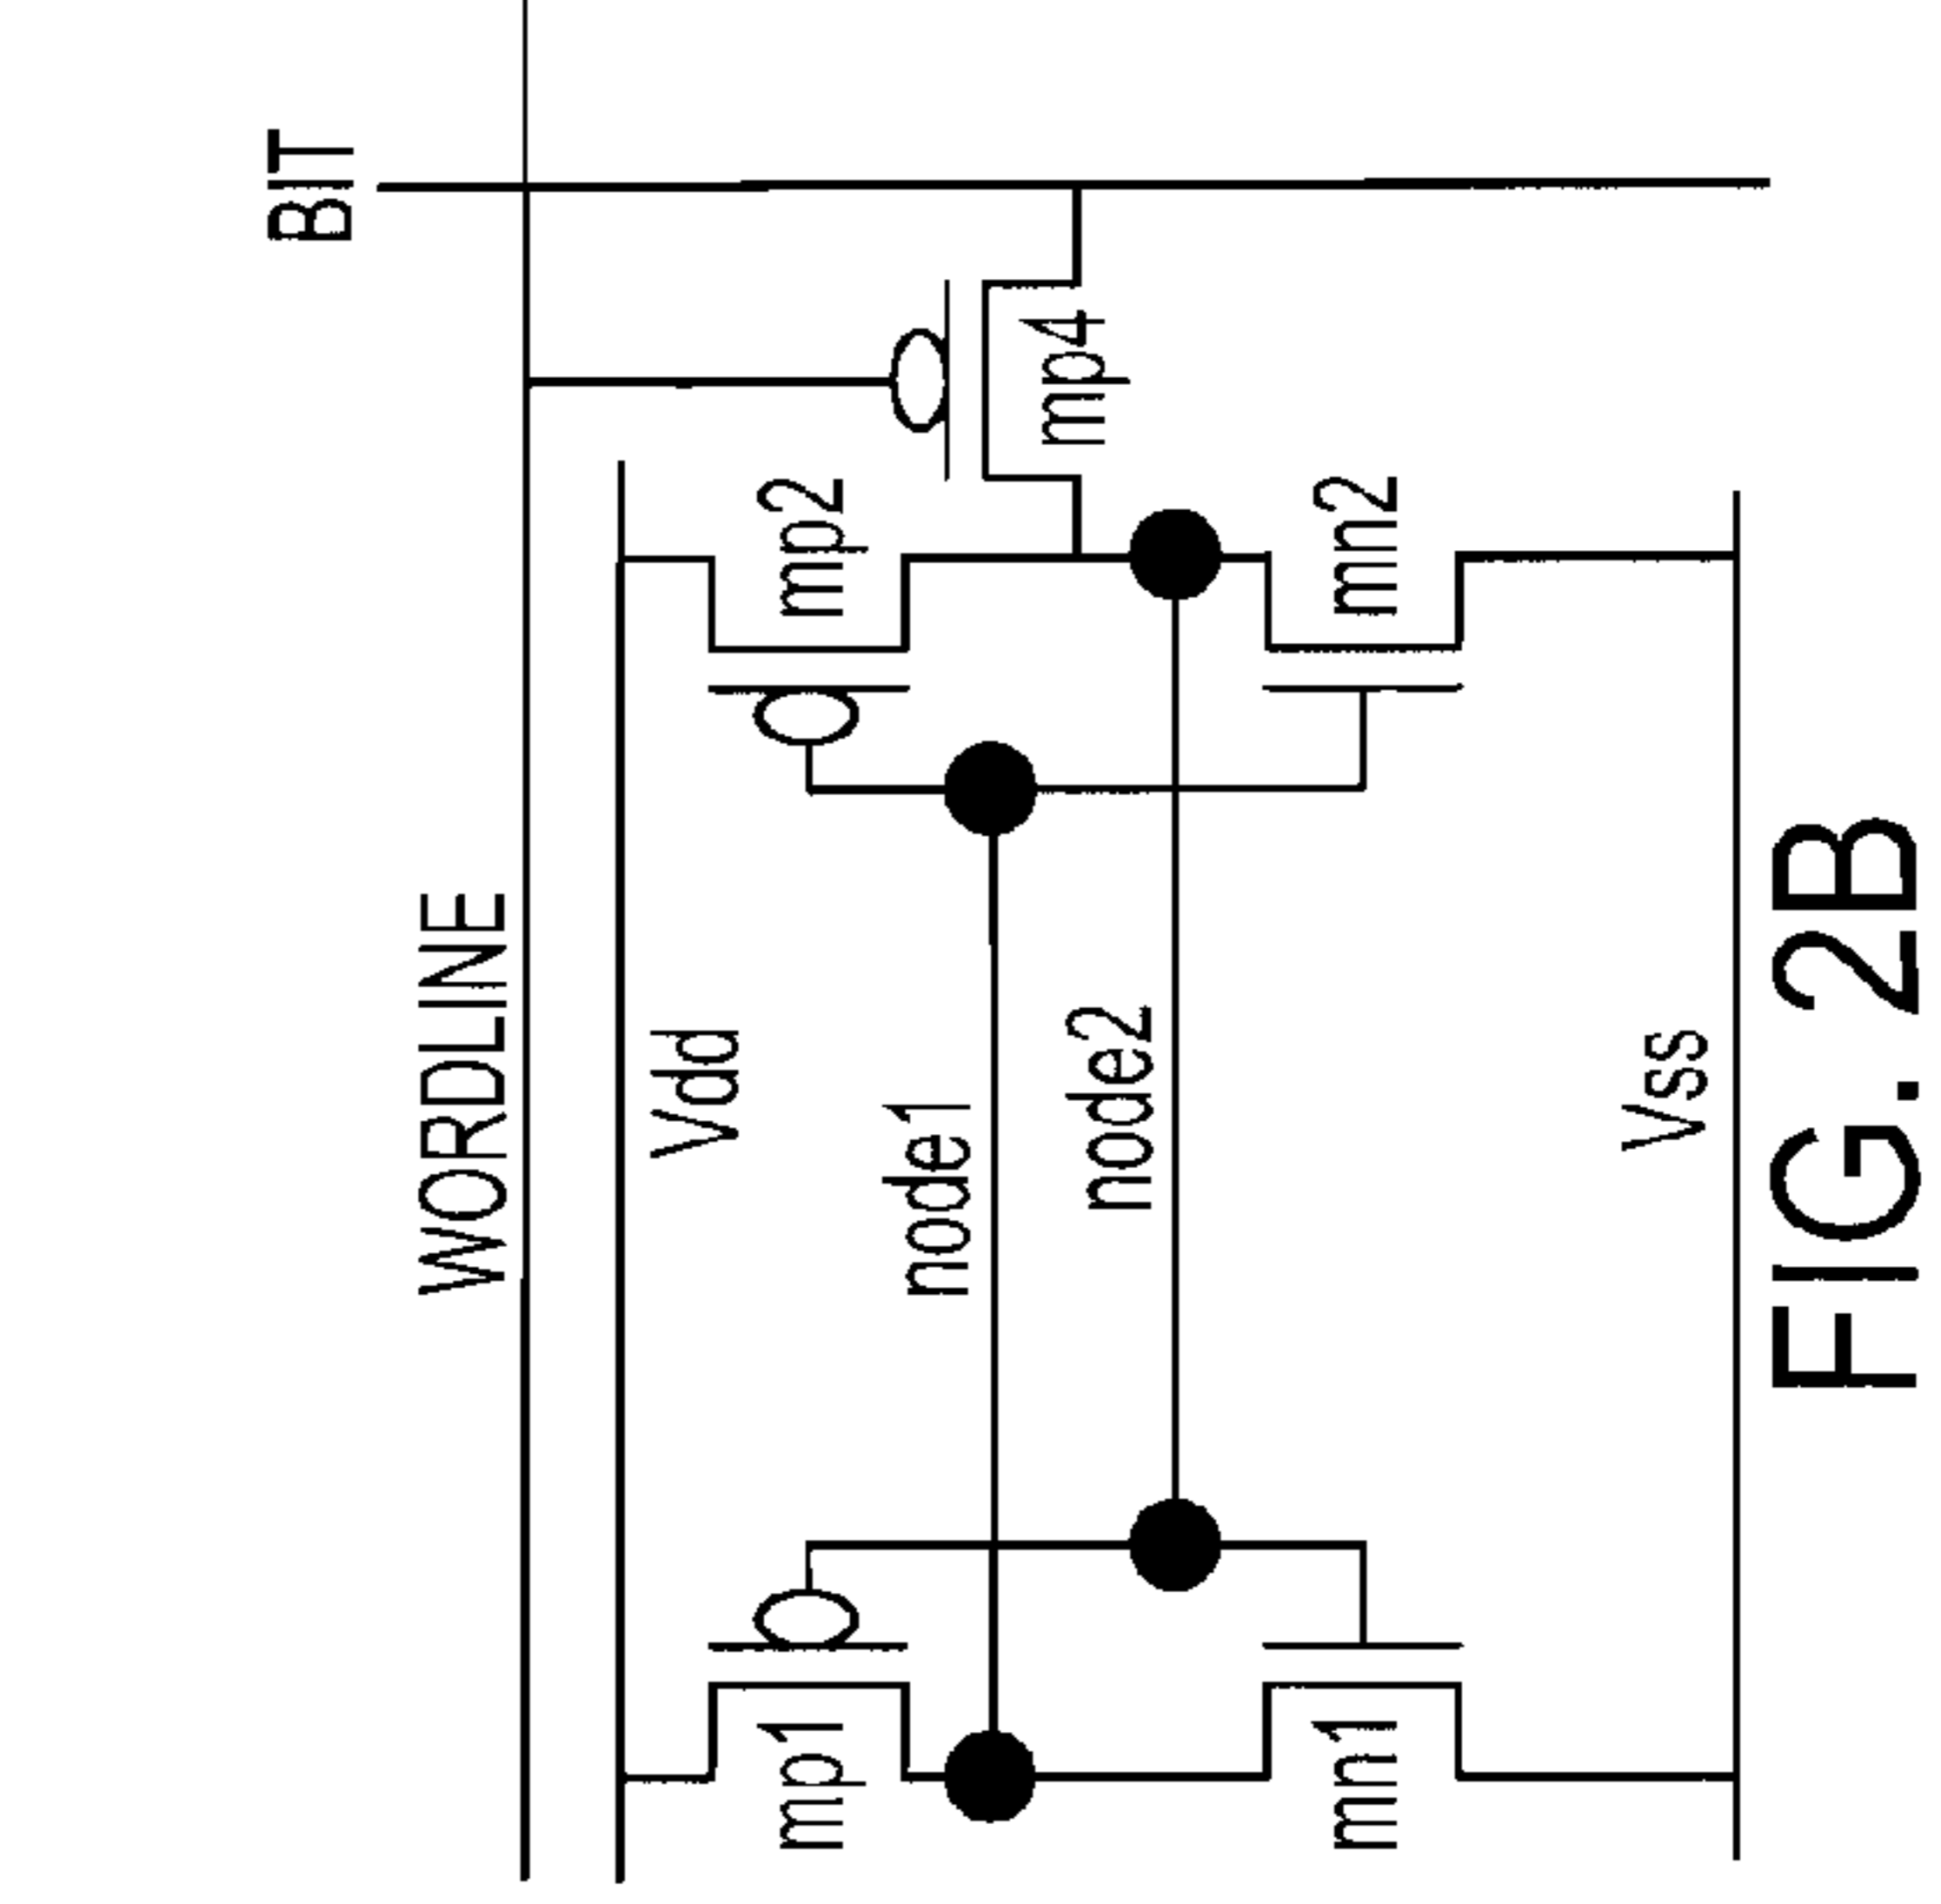 BIT
WORDLINE
Vdd
mp1
mp2
mp4
node1
node2
mn1
mn2
Vss
FIG. 2B